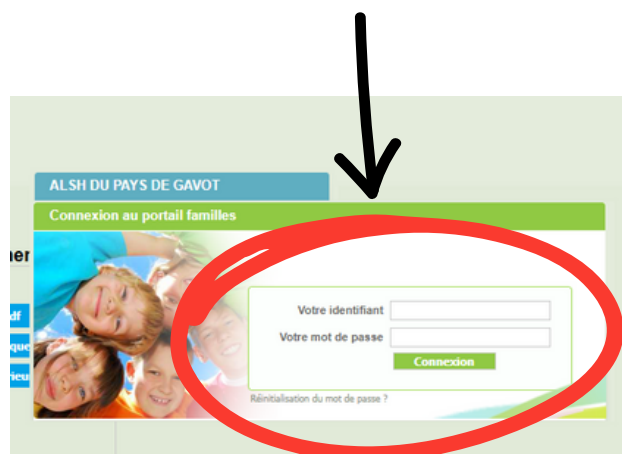 ALSH DU PAYS DE GAVOT
Connexion au portail familles
Votre identifiant
Votre mot de passe
Connexion
Réinitialisation du mot de passe ?